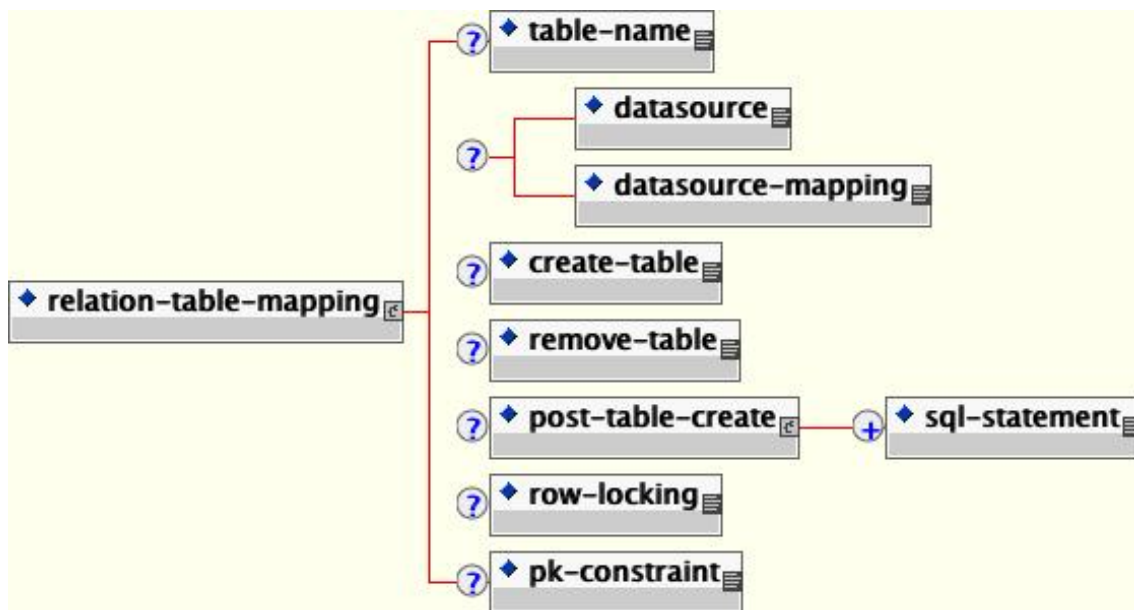 table-name
datasource
datasource-mapping
create-table
relation-table-mapping
remove-table
post-table-create
sql-statement
row-locking
pk-constraint